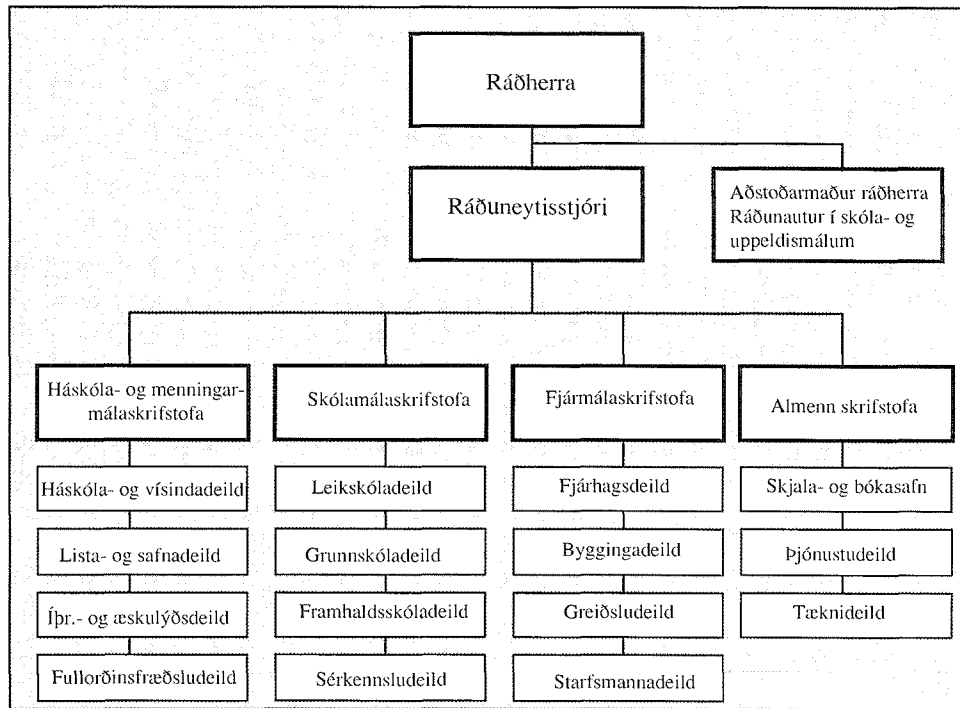 Ráðherra
Ráðuneytisstjóri
Aðstoðarmaður ráðherra
Ráðunautur í skóla- og
uppeldismálum
Háskóla- og menningar-
málaskrifstofa
Háskóla- og vísindadeild
Lista- og safnadeild
Íþr.- og æskulýðsdeild
Fullorðinsfræðsludeild
Skólamálaskrifstofa
Leikskóladeild
Grunnskóladeild
Framhaldsskóladeild
Sérkennsludeild
Fjármálaskrifstofa
Fjárhagsdeild
Byggingadeild
Greiðsludeild
Starfsmannadeild
Almenn skrifstofa
Skjala- og bókasafn
Þjónustudeild
Tæknideild